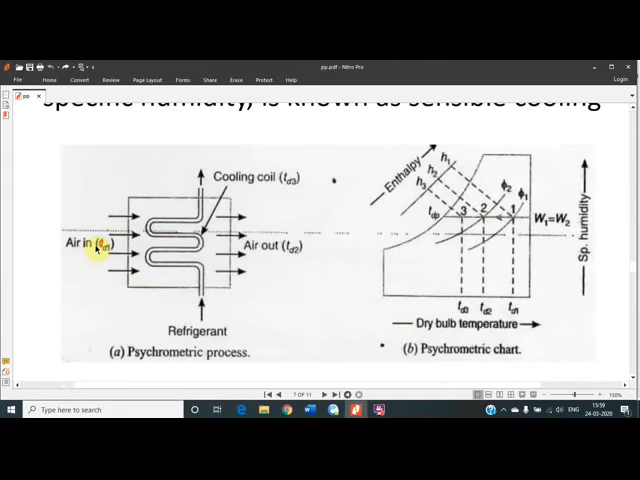 pp.pdf - Nitro Pro
File Home Convert Review Page Layout Forms Share Erase Protect Help
pp
specific humidity) is known as sensible cooling
Cooling coil (td3)
Air in (td1)
Air out (td2)
Refrigerant
(a) Psychrometric process.
Enthalpy
h1
h2
h3
tdp
3 2 1
ϕ2
ϕ1
W1=W2
Sp. humidity
td3 td2 td1
Dry bulb temperature
(b) Psychrometric chart.
7 OF 11
150%
Type here to search
ENG
15:59
24-03-2020